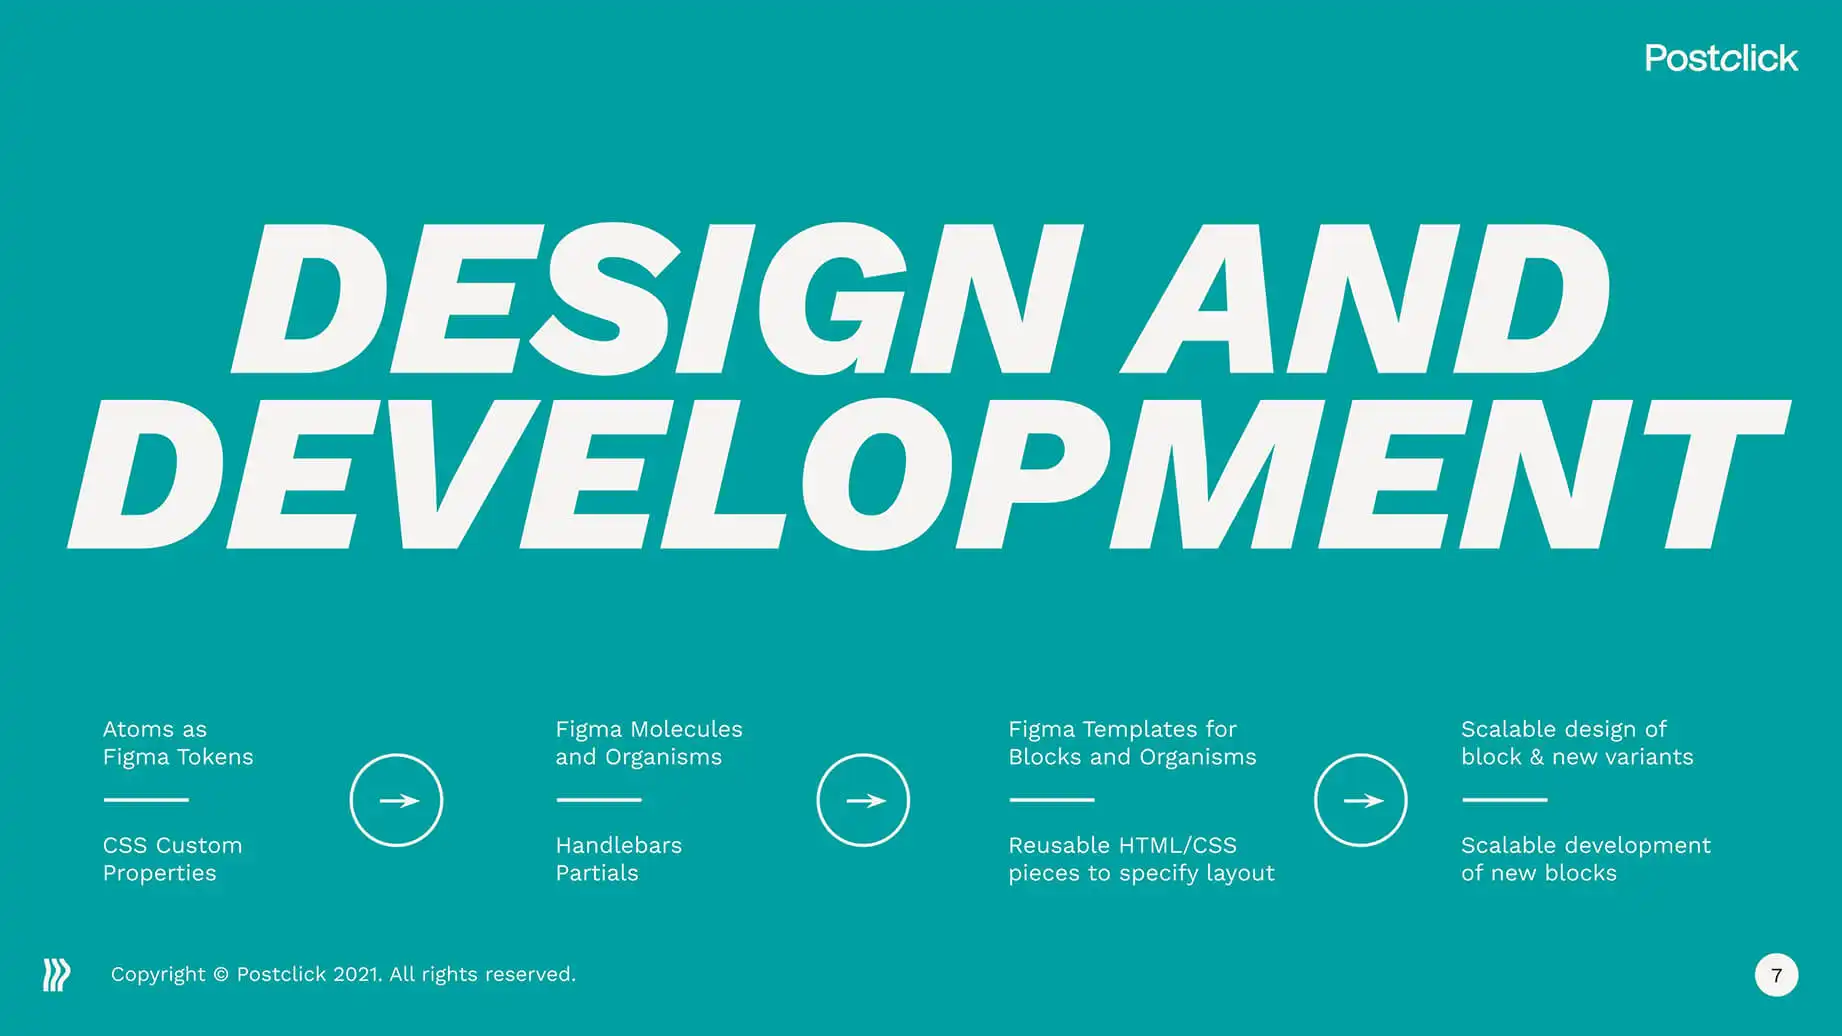 Postclick
DESIGN AND
DEVELOPMENT
Atoms as
Figma Tokens
CSS Custom
Properties
Figma Molecules
and Organisms
Handlebars
Partials
Figma Templates for
Blocks and Organisms
Reusable HTML/CSS
pieces to specify layout
Scalable design of
block & new variants
Scalable development
of new blocks
Copyright © Postclick 2021. All rights reserved.
7